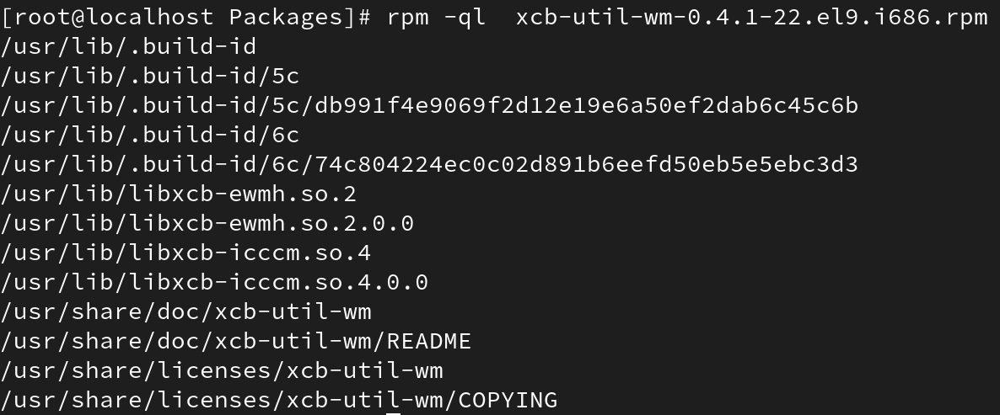 [root@localhost Packages]# rpm -ql  xcb-util-wm-0.4.1-22.el9.i686.rpm
/usr/lib/.build-id
/usr/lib/.build-id/5c
/usr/lib/.build-id/5c/db991f4e9069f2d12e19e6a50ef2dab6c45c6b
/usr/lib/.build-id/6c
/usr/lib/.build-id/6c/74c804224ec0c02d891b6eefd50eb5e5ebc3d3
/usr/lib/libxcb-ewmh.so.2
/usr/lib/libxcb-ewmh.so.2.0.0
/usr/lib/libxcb-icccm.so.4
/usr/lib/libxcb-icccm.so.4.0.0
/usr/share/doc/xcb-util-wm
/usr/share/doc/xcb-util-wm/README
/usr/share/licenses/xcb-util-wm
/usr/share/licenses/xcb-util-wm/COPYING